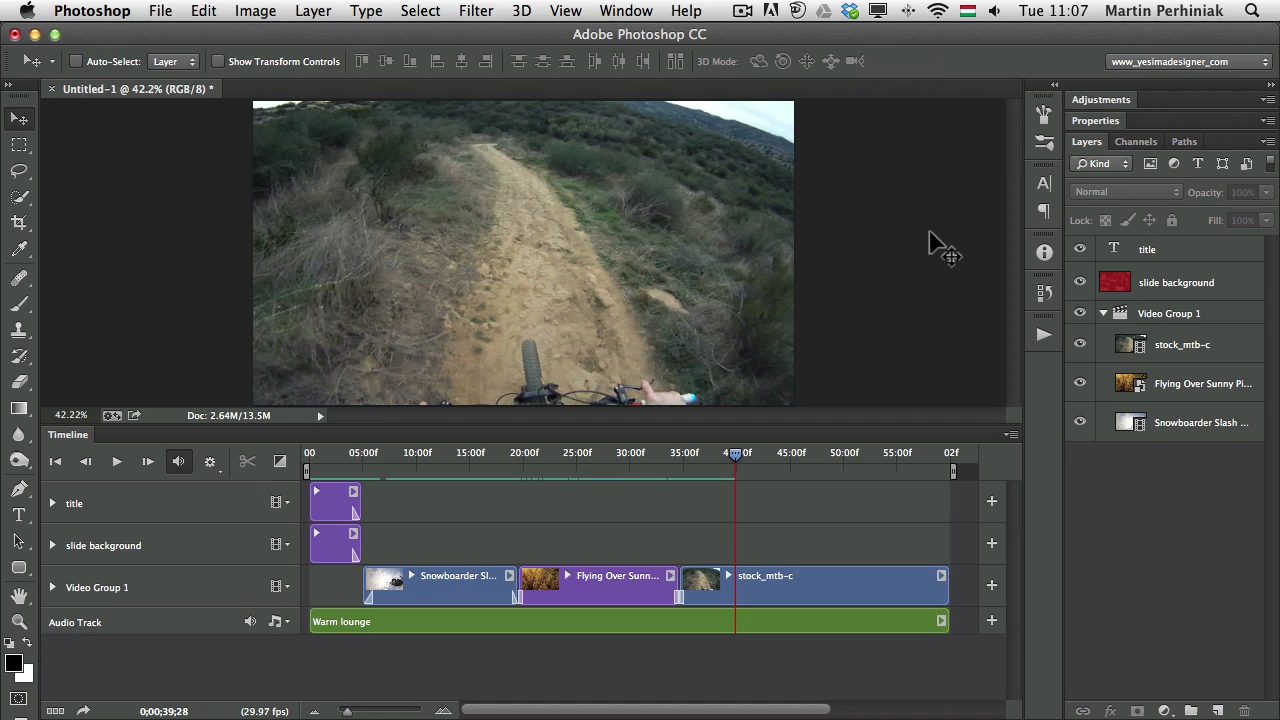 Photoshop File Edit Image Layer Type Select Filter 3D View Window Help Tue 11:07 Martin Perhiniak
Adobe Photoshop CC
Auto-Select: Layer Show Transform Controls 3D Mode: www_yesimadesigner_com
Untitled-1 @ 42.2% (RGB/8) *
Adjustments
Properties
Layers Channels Paths
Kind
Normal Opacity: 100%
Lock: Fill: 100%
title
slide background
Video Group 1
stock_mtb-c
Flying Over Sunny Pi...
Snowboarder Slash ...
42.22% Doc: 2.64M/13.5M
Timeline
00 05:00f 10:00f 15:00f 20:00f 25:00f 30:00f 35:00f 45:00f 50:00f 55:00f 02f
title
slide background
Video Group 1 Snowboarder Sl... Flying Over Sunn... stock_mtb-c
Audio Track Warm lounge
0;00;39;28 (29.97 fps)